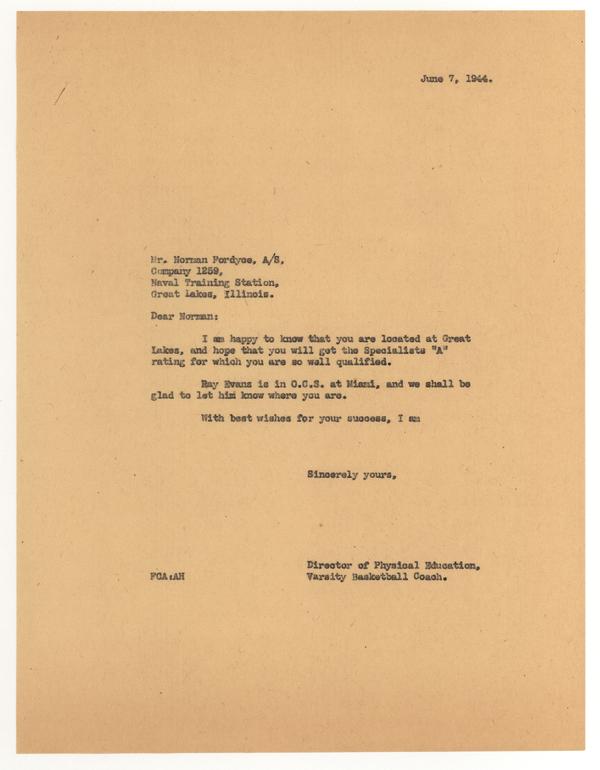 June 7, 1944.
Mr. Norman Fordyce, A/S,
Company 1259,
Naval Training Station,
Great Lakes, Illinois.
Dear Norman:
I am happy to know that you are located at Great
Lakes, and hope that you will get the Specialists "A"
rating for which you are so well qualified.
Ray Evans is in O.C.S. at Miami, and we shall be
glad to let him know where you are.
With best wishes for your success, I am
Sincerely yours,
Director of Physical Education,
FCA:AH Varsity Basketball Coach.